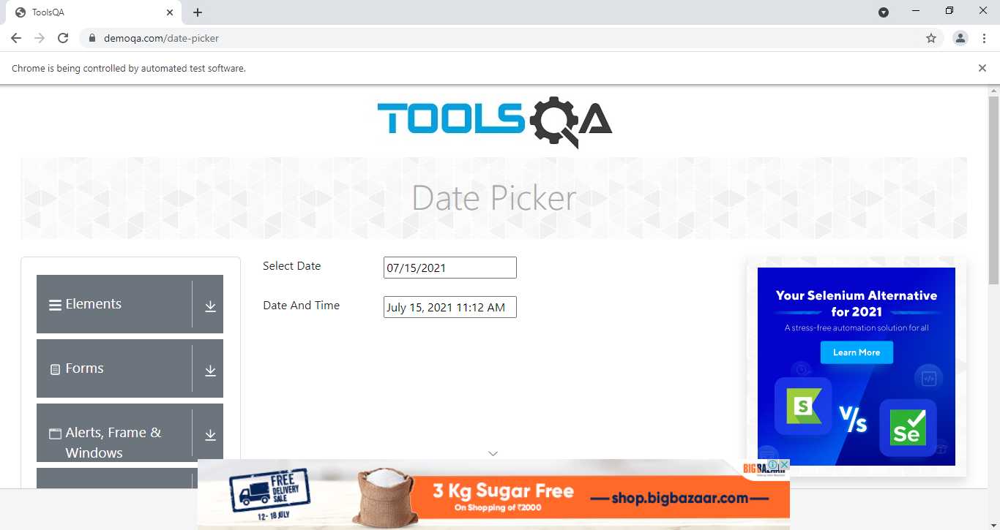 ToolsQA
demoqa.com/date-picker
Chrome is being controlled by automated test software.
TOOLSQA
Date Picker
Elements
Forms
Alerts, Frame &
Windows
Select Date
07/15/2021
Date And Time
July 15, 2021 11:12 AM
Your Selenium Alternative
for 2021
A stress-free automation solution for all
Learn More
S
V/S
Se
FREE
DELIVERY
SALE
12- 18 JULY
3 Kg Sugar Free
On Shopping of ₹2000
shop.bigbazaar.com
BIG BAZAAR